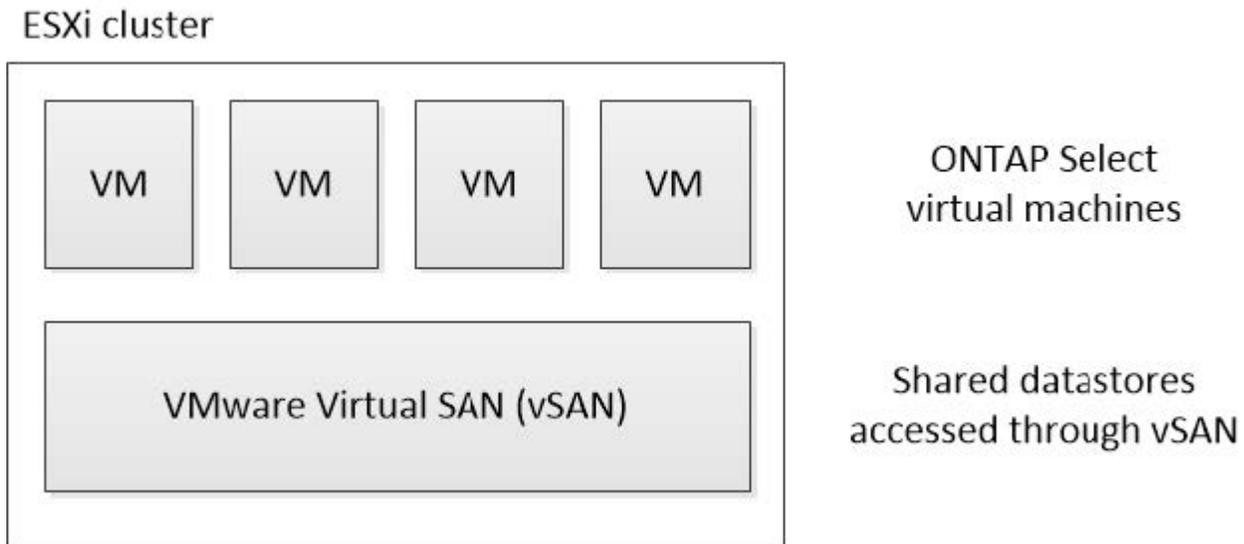 ESXi cluster
VM VM VM VM
ONTAP Select
virtual machines
VMware Virtual SAN (vSAN)
Shared datastores
accessed through vSAN